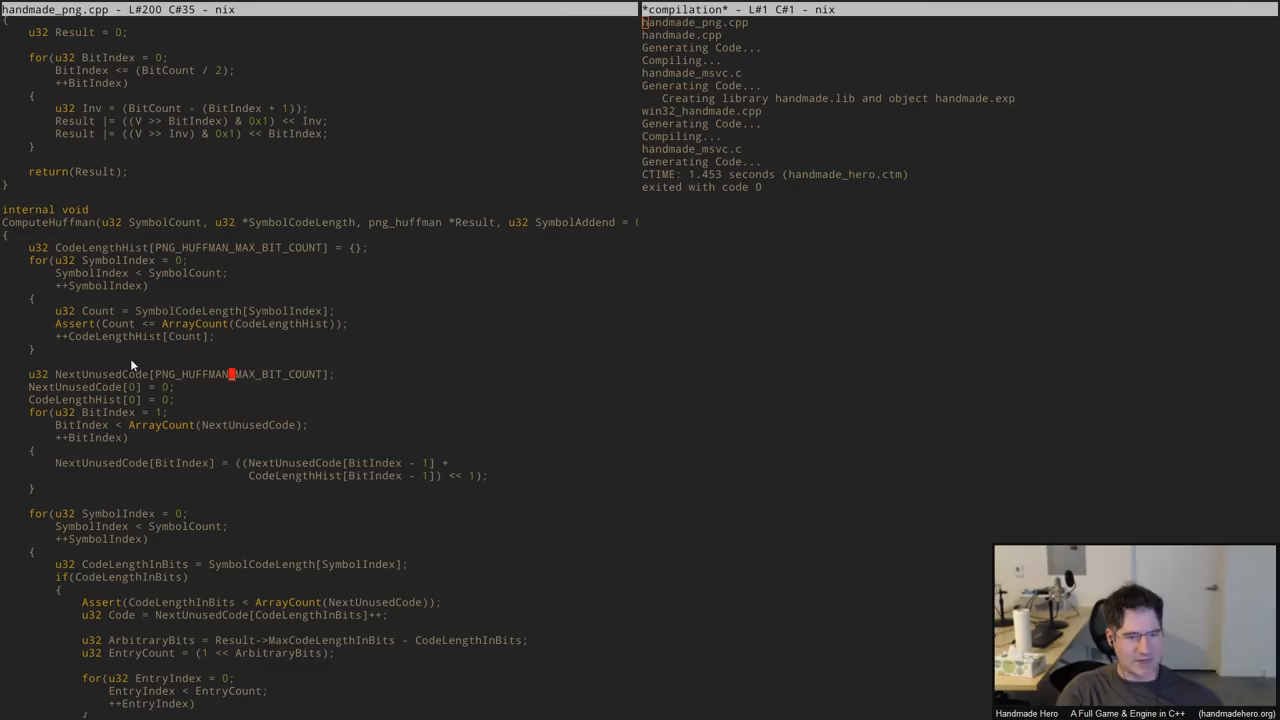 handmade_png.cpp - L#200 C#35 - nix
{
    u32 Result = 0;
    for(u32 BitIndex = 0;
        BitIndex <= (BitCount / 2);
        ++BitIndex)
    {
        u32 Inv = (BitCount - (BitIndex + 1));
        Result |= ((V >> BitIndex) & 0x1) << Inv;
        Result |= ((V >> Inv) & 0x1) << BitIndex;
    }
    return(Result);
}
internal void
ComputeHuffman(u32 SymbolCount, u32 *SymbolCodeLength, png_huffman *Result, u32 SymbolAddend = 0
{
    u32 CodeLengthHist[PNG_HUFFMAN_MAX_BIT_COUNT] = {};
    for(u32 SymbolIndex = 0;
        SymbolIndex < SymbolCount;
        ++SymbolIndex)
    {
        u32 Count = SymbolCodeLength[SymbolIndex];
        Assert(Count <= ArrayCount(CodeLengthHist));
        ++CodeLengthHist[Count];
    }
    u32 NextUnusedCode[PNG_HUFFMAN_MAX_BIT_COUNT];
    NextUnusedCode[0] = 0;
    CodeLengthHist[0] = 0;
    for(u32 BitIndex = 1;
        BitIndex < ArrayCount(NextUnusedCode);
        ++BitIndex)
    {
        NextUnusedCode[BitIndex] = ((NextUnusedCode[BitIndex - 1] +
                                     CodeLengthHist[BitIndex - 1]) << 1);
    }
    for(u32 SymbolIndex = 0;
        SymbolIndex < SymbolCount;
        ++SymbolIndex)
    {
        u32 CodeLengthInBits = SymbolCodeLength[SymbolIndex];
        if(CodeLengthInBits)
        {
            Assert(CodeLengthInBits < ArrayCount(NextUnusedCode));
            u32 Code = NextUnusedCode[CodeLengthInBits]++;
            u32 ArbitraryBits = Result->MaxCodeLengthInBits - CodeLengthInBits;
            u32 EntryCount = (1 << ArbitraryBits);
            for(u32 EntryIndex = 0;
                EntryIndex < EntryCount;
                ++EntryIndex)
            {
*compilation* - L#1 C#1 - nix
handmade_png.cpp
handmade.cpp
Generating Code...
Compiling...
handmade_msvc.c
Generating Code...
   Creating library handmade.lib and object handmade.exp
win32_handmade.cpp
Generating Code...
Compiling...
handmade_msvc.c
Generating Code...
CTIME: 1.453 seconds (handmade_hero.ctm)
exited with code 0
Handmade Hero A Full Game & Engine in C++ (handmadehero.org)